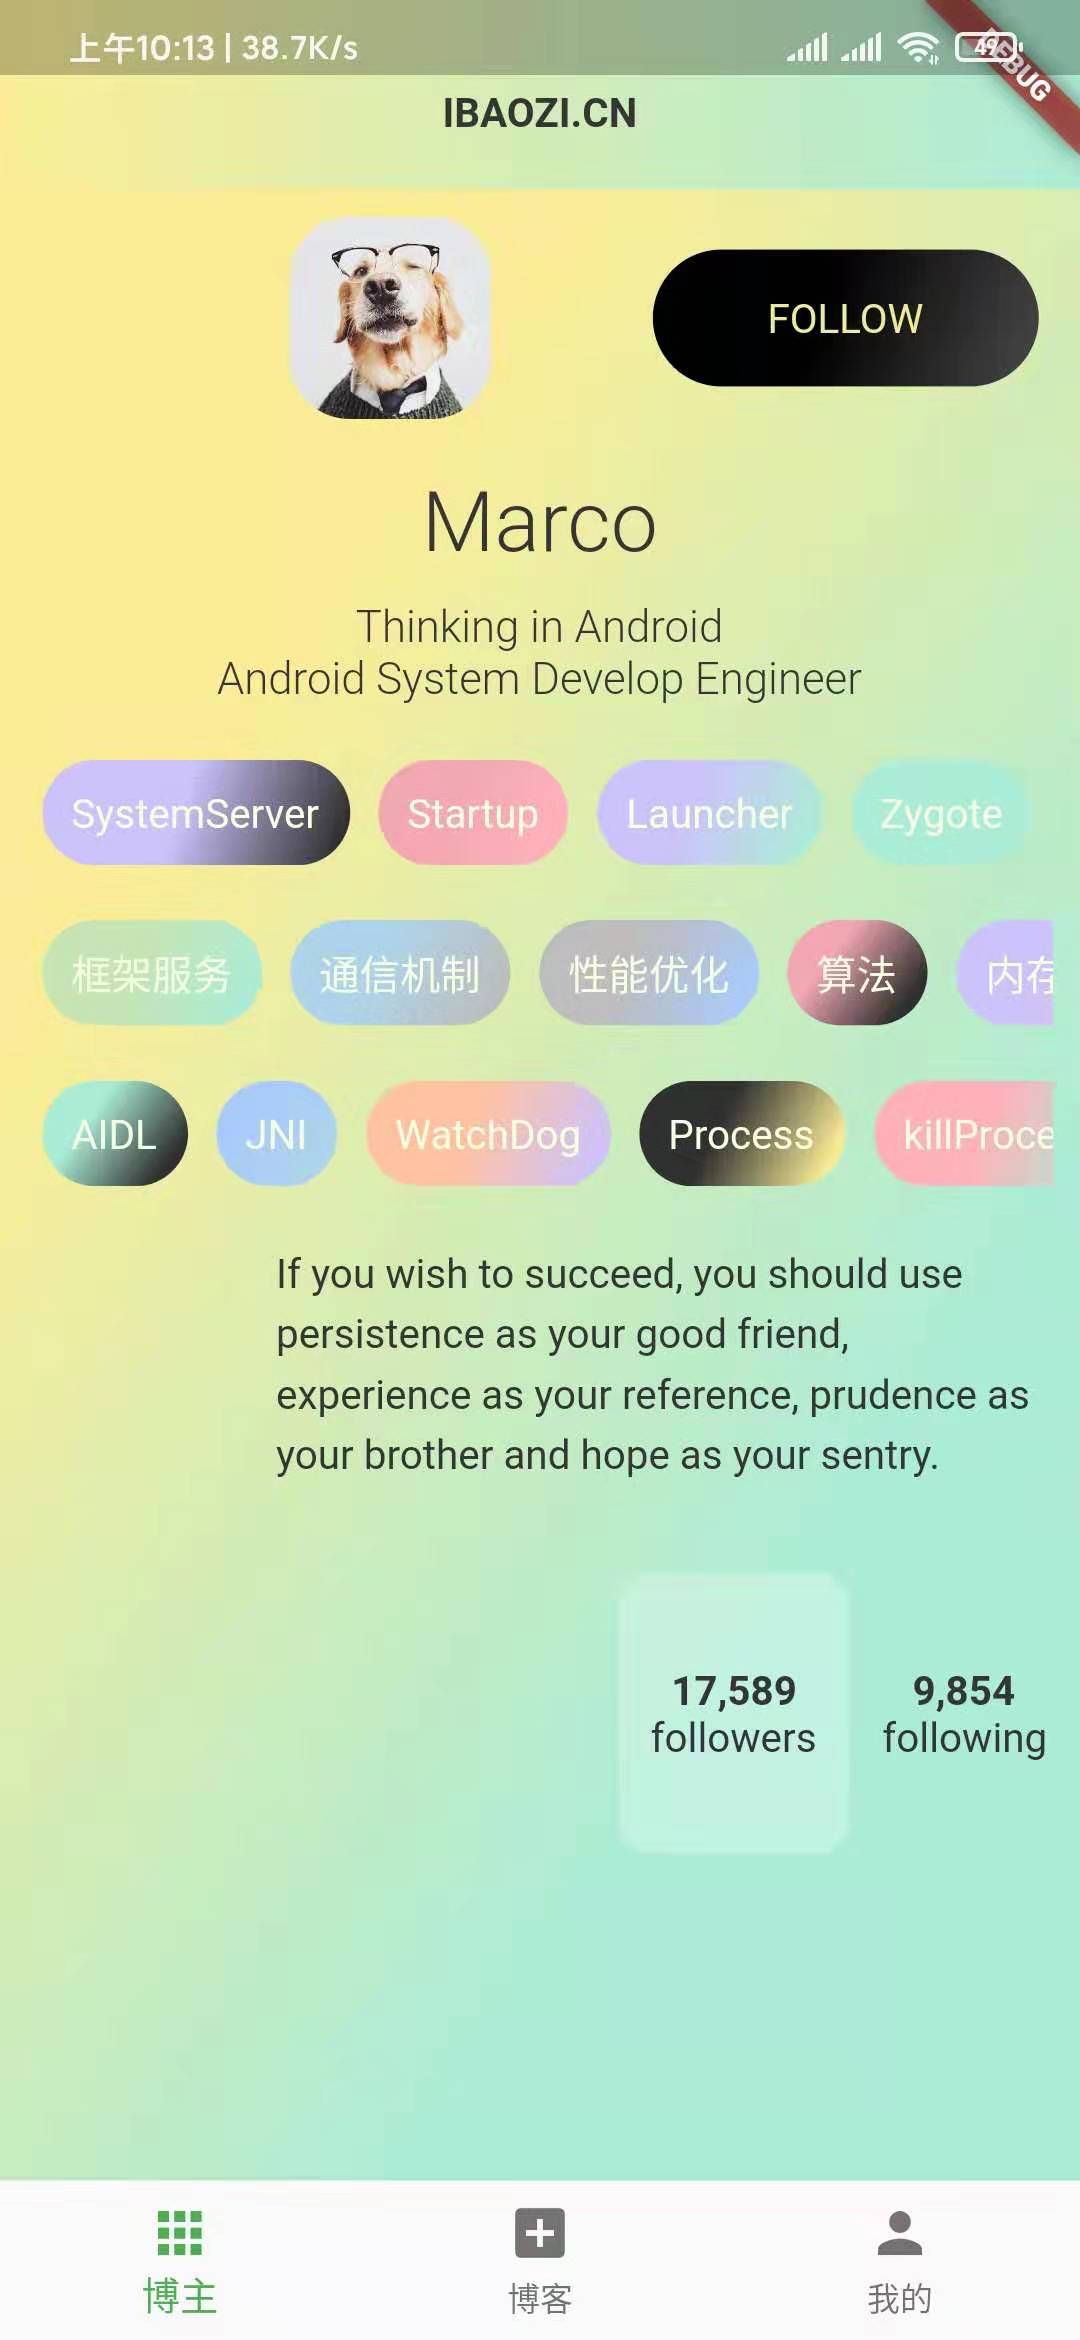 上午10:13 | 38.7K/s
49
DEBUG
IBAOZI.CN
FOLLOW
Marco
Thinking in Android
Android System Develop Engineer
SystemServer Startup Launcher Zygote
框架服务 通信机制 性能优化 算法 内存
AIDL JNI WatchDog Process killProce
If you wish to succeed, you should use
persistence as your good friend,
experience as your reference, prudence as
your brother and hope as your sentry.
17,589 9,854
followers following
博主 博客 我的